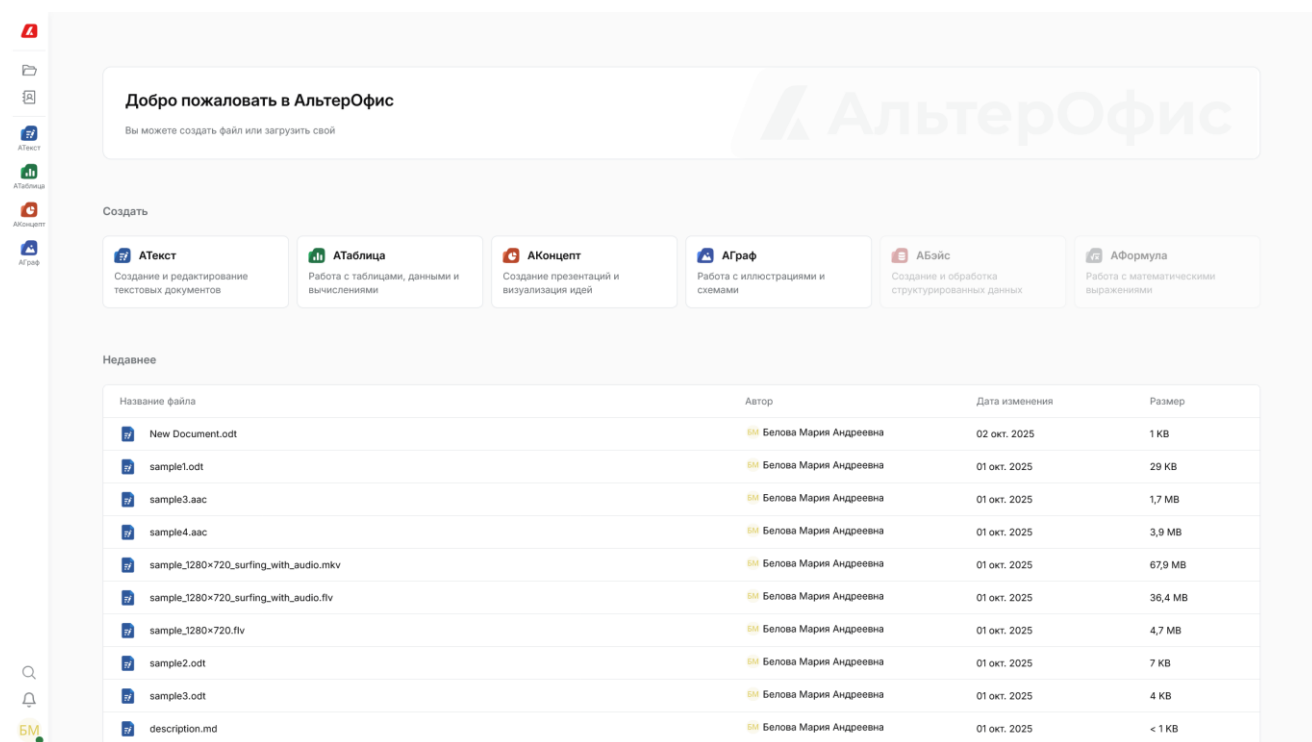 Добро пожаловать в АльтерОфис
Вы можете создать файл или загрузить свой
АльтерОфис
АТекст
АТаблица
АКонцепт
АГраф
Создать
АТекст
Создание и редактирование
текстовых документов
АТаблица
Работа с таблицами, данными и
вычислениями
АКонцепт
Создание презентаций и
визуализация идей
АГраф
Работа с иллюстрациями и
схемами
АБэйс
Создание и обработка
структурированных данных
АФормула
Работа с математическими
выражениями
Недавнее
Название файла Автор Дата изменения Размер
New Document.odt БМ Белова Мария Андреевна 02 окт. 2025 1 KB
sample1.odt БМ Белова Мария Андреевна 01 окт. 2025 29 KB
sample3.aac БМ Белова Мария Андреевна 01 окт. 2025 1,7 MB
sample4.aac БМ Белова Мария Андреевна 01 окт. 2025 3,9 MB
sample_1280×720_surfing_with_audio.mkv БМ Белова Мария Андреевна 01 окт. 2025 67,9 MB
sample_1280×720_surfing_with_audio.flv БМ Белова Мария Андреевна 01 окт. 2025 36,4 MB
sample_1280×720.flv БМ Белова Мария Андреевна 01 окт. 2025 4,7 MB
sample2.odt БМ Белова Мария Андреевна 01 окт. 2025 7 KB
sample3.odt БМ Белова Мария Андреевна 01 окт. 2025 4 KB
description.md БМ Белова Мария Андреевна 01 окт. 2025 < 1 KB
БМ